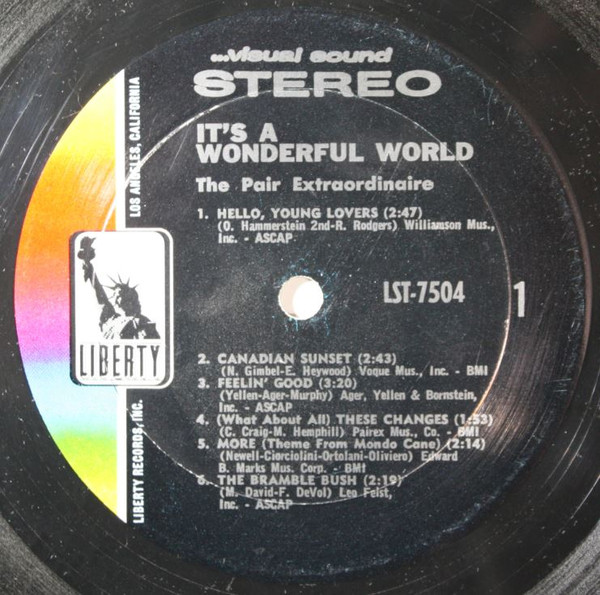 ...visual sound
STEREO
IT'S A
WONDERFUL WORLD
The Pair Extraordinaire
1. HELLO, YOUNG LOVERS (2:47)
(O. Hammerstein 2nd-R. Rodgers) Williamson Mus.,
Inc. - ASCAP
LST-7504
1
2. CANADIAN SUNSET (2:43)
(N. Gimbel-E. Heywood) Voque Mus., Inc. - BMI
3. FEELIN' GOOD (3:20)
(Yellen-Ager-Murphy) Ager, Yellen & Bornstein,
Inc. - ASCAP
4. (What About All) THESE CHANGES (1:53)
(C. Craig-M. Hemphill) Pairex Mus., Co. - BMI
5. MORE (Theme From Mondo Cane) (2:14)
(Newell-Ciorciolini-Ortolani-Oliviero) Edward
B. Marks Mus. Corp. - BMI
6. THE BRAMBLE BUSH (2:19)
(M. David-F. DeVol) Leo Feist,
Inc. - ASCAP
LIBERTY
LIBERTY RECORDS, INC.
LOS ANGELES, CALIFORNIA